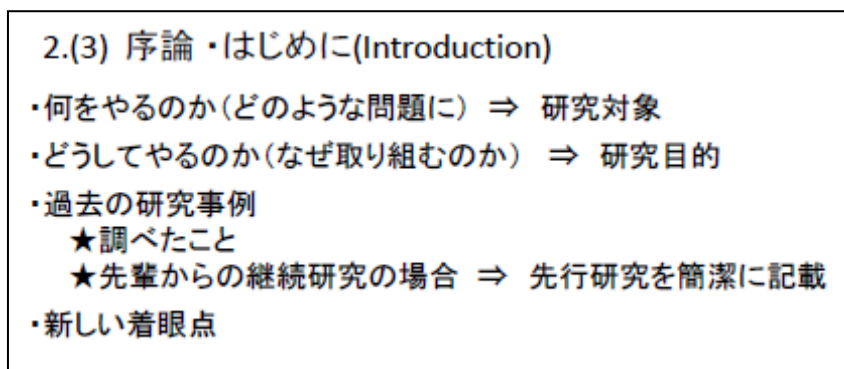 2.(3) 序論・はじめに(Introduction)
・何をやるのか(どのような問題に) ⇒ 研究対象
・どうしてやるのか(なぜ取り組むのか) ⇒ 研究目的
・過去の研究事例
★調べたこと
★先輩からの継続研究の場合 ⇒ 先行研究を簡潔に記載
・新しい着眼点